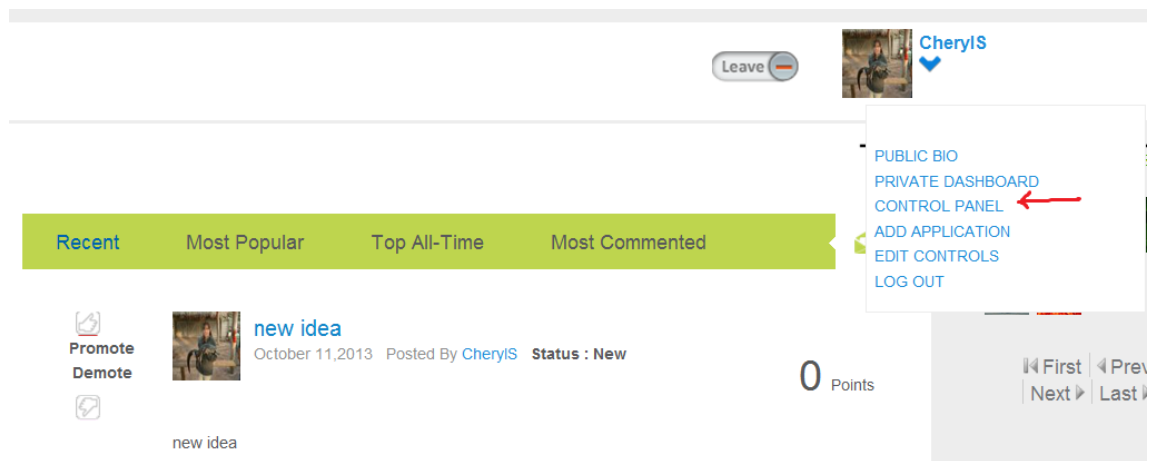 CherylS
Leave
PUBLIC BIO
PRIVATE DASHBOARD
CONTROL PANEL
ADD APPLICATION
EDIT CONTROLS
LOG OUT
Recent Most Popular Top All-Time Most Commented
new idea
October 11,2013 Posted By CherylS Status : New
Promote
Demote
0 Points
First Prev
Next Last
new idea